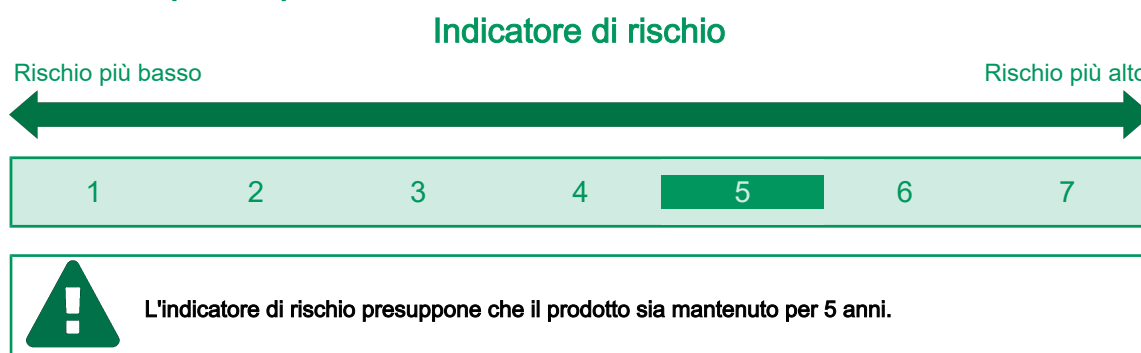 Indicatore di rischio
Rischio più basso Rischio più alto
1 2 3 4 5 6 7
L'indicatore di rischio presuppone che il prodotto sia mantenuto per 5 anni.